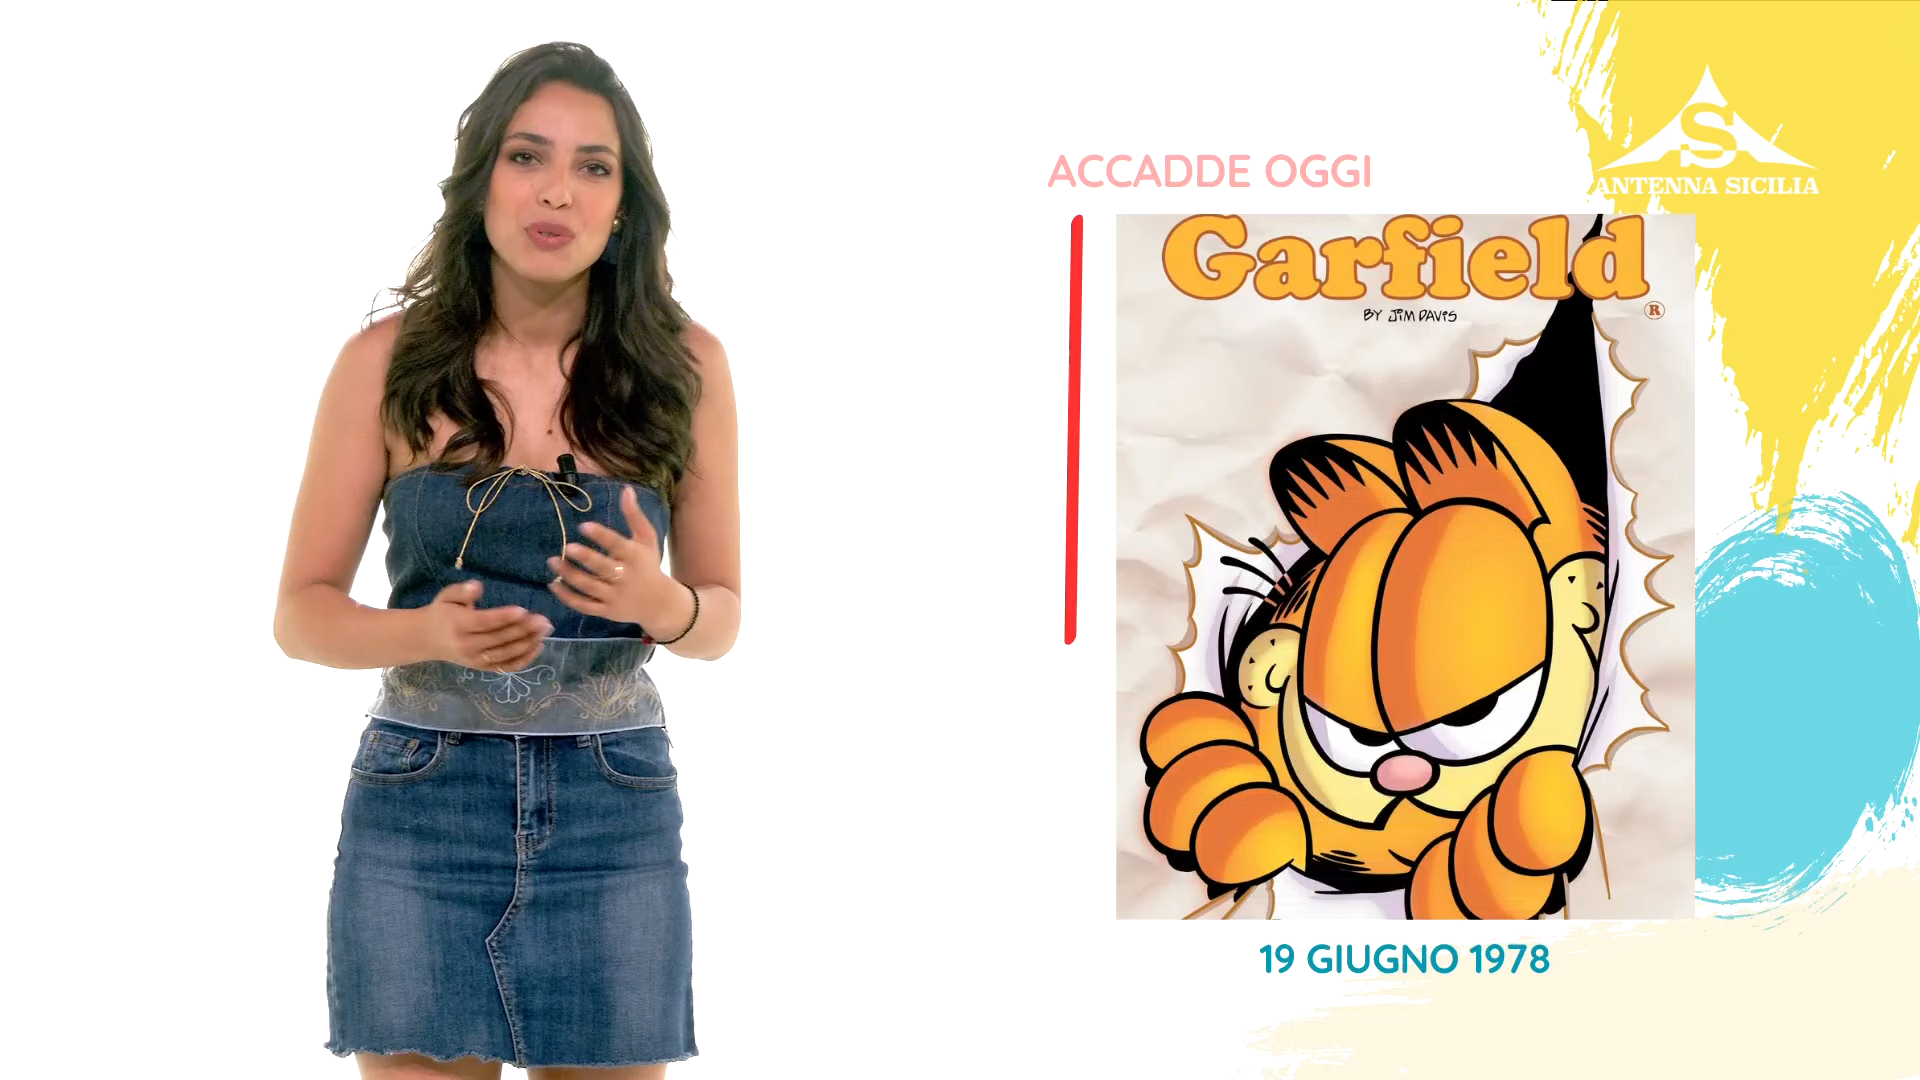 ACCADDE OGGI
S
ANTENNA SICILIA
Garfield
®
BY JIM DAVIS
19 GIUGNO 1978